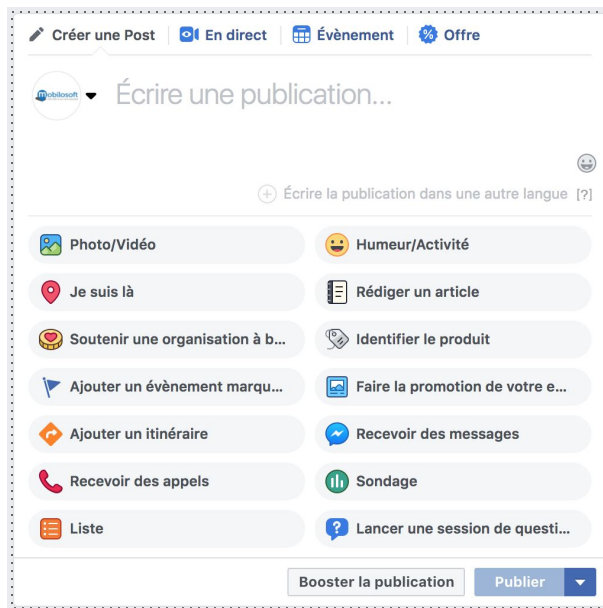 Créer une Post En direct Évènement Offre
mobilosoft
Écrire une publication...
Écrire la publication dans une autre langue [?]
Photo/Vidéo
Humeur/Activité
Je suis là
Rédiger un article
Soutenir une organisation à b...
Identifier le produit
Ajouter un évènement marqu...
Faire la promotion de votre e...
Ajouter un itinéraire
Recevoir des messages
Recevoir des appels
Sondage
Liste
Lancer une session de questi...
Booster la publication
Publier